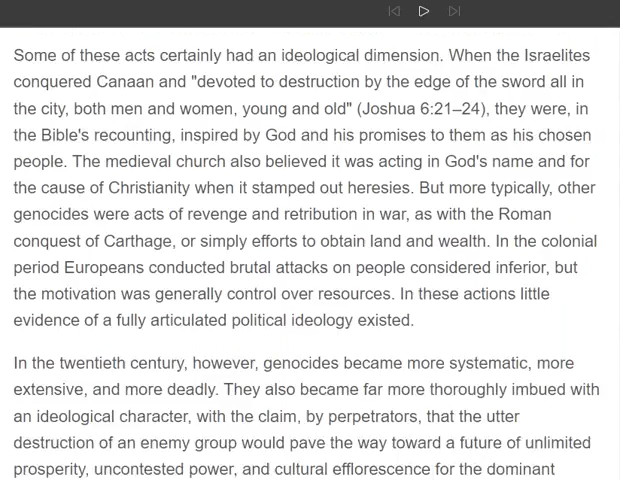 Some of these acts certainly had an ideological dimension. When the Israelites
conquered Canaan and "devoted to destruction by the edge of the sword all in
the city, both men and women, young and old" (Joshua 6:21–24), they were, in
the Bible's recounting, inspired by God and his promises to them as his chosen
people. The medieval church also believed it was acting in God's name and for
the cause of Christianity when it stamped out heresies. But more typically, other
genocides were acts of revenge and retribution in war, as with the Roman
conquest of Carthage, or simply efforts to obtain land and wealth. In the colonial
period Europeans conducted brutal attacks on people considered inferior, but
the motivation was generally control over resources. In these actions little
evidence of a fully articulated political ideology existed.
In the twentieth century, however, genocides became more systematic, more
extensive, and more deadly. They also became far more thoroughly imbued with
an ideological character, with the claim, by perpetrators, that the utter
destruction of an enemy group would pave the way toward a future of unlimited
prosperity, uncontested power, and cultural efflorescence for the dominant